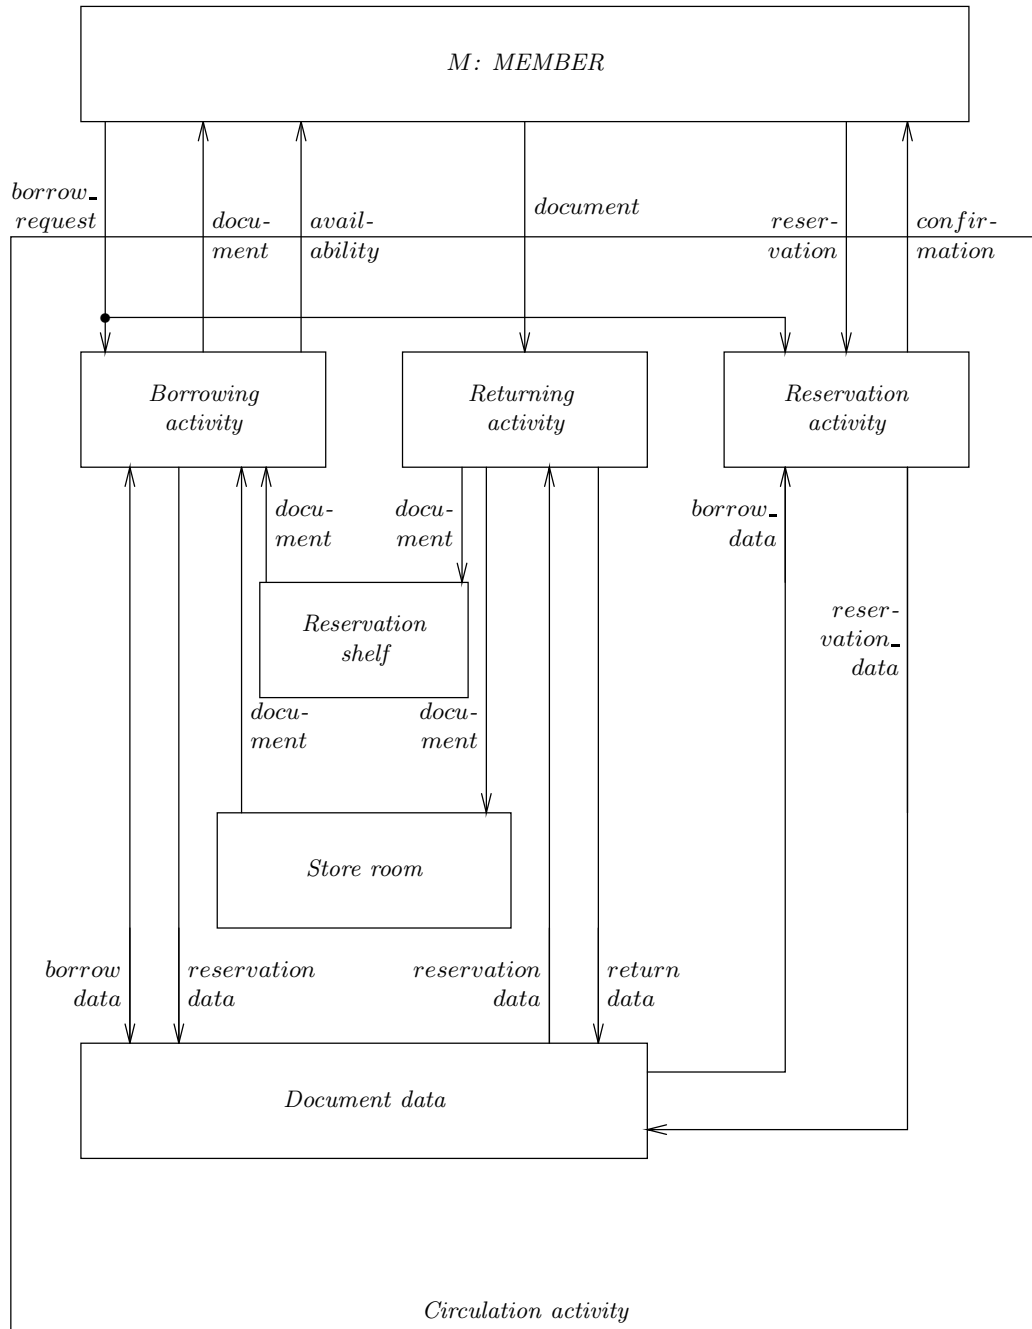 M: MEMBER
borrow_
request
docu-
ment
avail-
ability
document
reser-
vation
confir-
mation
Borrowing
activity
Returning
activity
Reservation
activity
docu-
ment
docu-
ment
borrow_
data
Reservation
shelf
reser-
vation_
data
docu-
ment
docu-
ment
Store room
borrow
data
reservation
data
reservation
data
return
data
Document data
Circulation activity